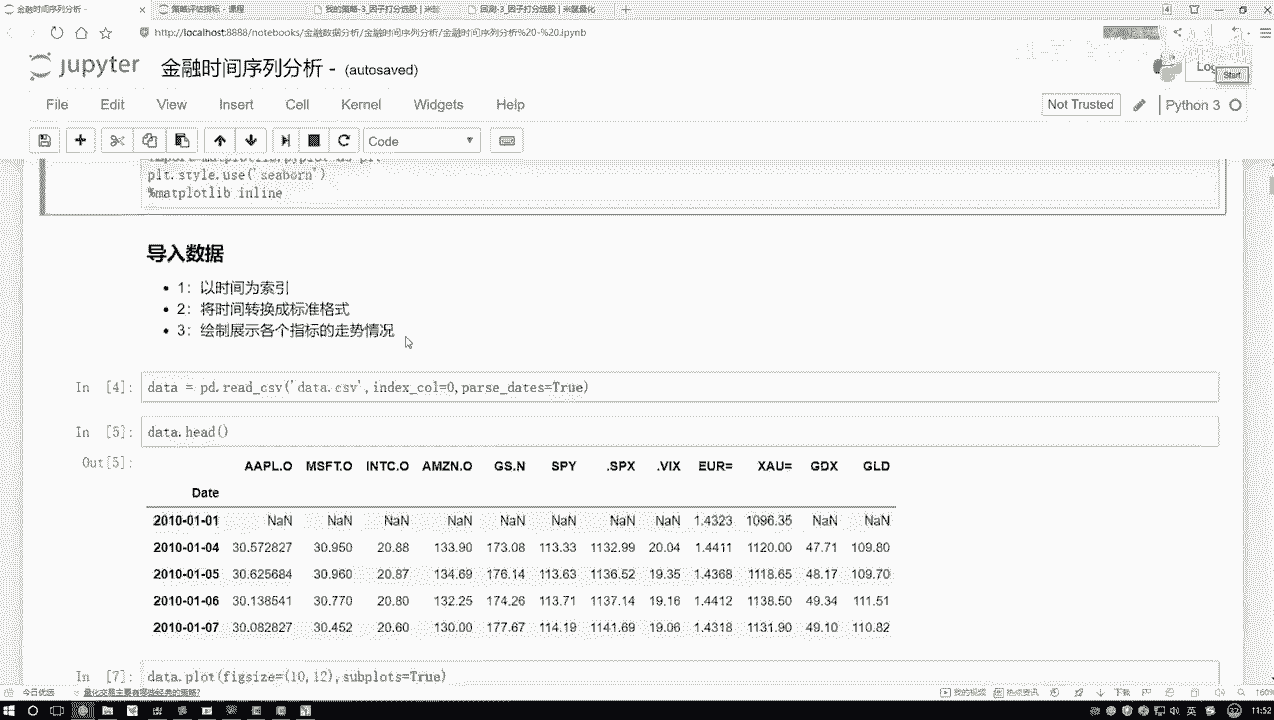 金融时间序列分析 -
策略评估指标 - 课程
我的策略-3_因子打分选股 | 米
回测-3_因子打分选股 | 米筐量化
http://localhost:8888/notebooks/金融数据分析/金融时间序列分析/金融时间序列分析%20-%20.ipynb
jupyter 金融时间序列分析 - (autosaved)
Start
File Edit View Insert Cell Kernel Widgets Help
Not Trusted Python 3
Code
import matplotlib.pyplot as plt
plt.style.use('seaborn')
%matplotlib inline
导入数据
1: 以时间为索引
2: 将时间转换成标准格式
3: 绘制展示各个指标的走势情况
In [4]: data = pd.read_csv('data.csv',index_col=0,parse_dates=True)
In [5]: data.head()
Out[5]:
AAPL.O MSFT.O INTC.O AMZN.O GS.N SPY .SPX .VIX EUR= XAU= GDX GLD
Date
2010-01-01 NaN NaN NaN NaN NaN NaN NaN NaN 1.4323 1096.35 NaN NaN
2010-01-04 30.572827 30.950 20.88 133.90 173.08 113.33 1132.99 20.04 1.4411 1120.00 47.71 109.80
2010-01-05 30.625684 30.960 20.87 134.69 176.14 113.63 1136.52 19.35 1.4368 1118.65 48.17 109.70
2010-01-06 30.138541 30.770 20.80 132.25 174.26 113.71 1137.14 19.16 1.4412 1138.50 49.34 111.51
2010-01-07 30.082827 30.452 20.60 130.00 177.67 114.19 1141.69 19.06 1.4318 1131.90 49.10 110.82
In [7]: data.plot(figsize=(10,12),subplots=True)
今日优选 量化交易主要有哪些经典的策略? 我的视频 热点资讯 下载 160%
英 32 11:52